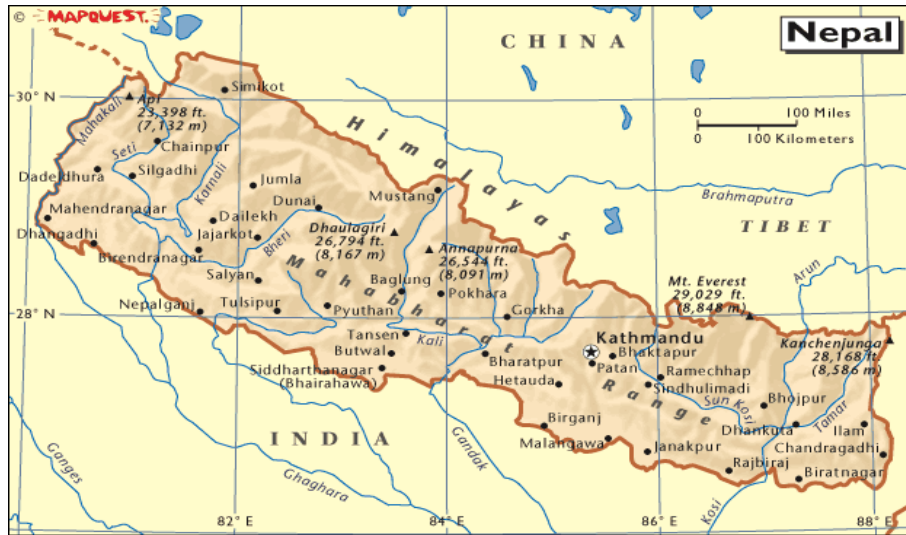 © MAPQUEST.
Nepal
CHINA
30 N
Simikot
Api
23,398 ft.
(7,132 m)
Mahakali
Seti
Chainpur
Karnali
Dadeldhura
Silgadhi
Jumla
Mahendranagar
Dailekh
Dunai
Mustang
Himalayas
0 100 Miles
0 100 Kilometers
Brahmaputra
TIBET
Dhangadhi
Jajarkot
Bheri
Birendranagar
Dhaulagiri
26,794 ft.
(8,167 m)
Annapurna
26,544 ft.
(8,091 m)
Salyan
Mahabharat
Range
Baglung
Pokhara
Arun
Mt. Everest
29,029 ft.
(8,848 m)
Nepalganj
Tulsipur
Pyuthan
Gorkha
28 N
Tansen
Kali
Butwal
Siddharthanagar
(Bhairahawa)
Bharatpur
Kathmandu
Bhaktapur
Patan
Kanchenjunga
28,168 ft.
(8,586 m)
Hetauda
Ramechhap
Sindhulimadi
Sun Kosi
Bhojpur
Tamar
Birganj
Dhankuta
Ilam
Malangawa
Janakpur
Chandragadhi
Rajbiraj
Biratnagar
INDIA
Ganges
Ghaghara
Gandak
Kosi
82 E
84 E
86 E
88 E